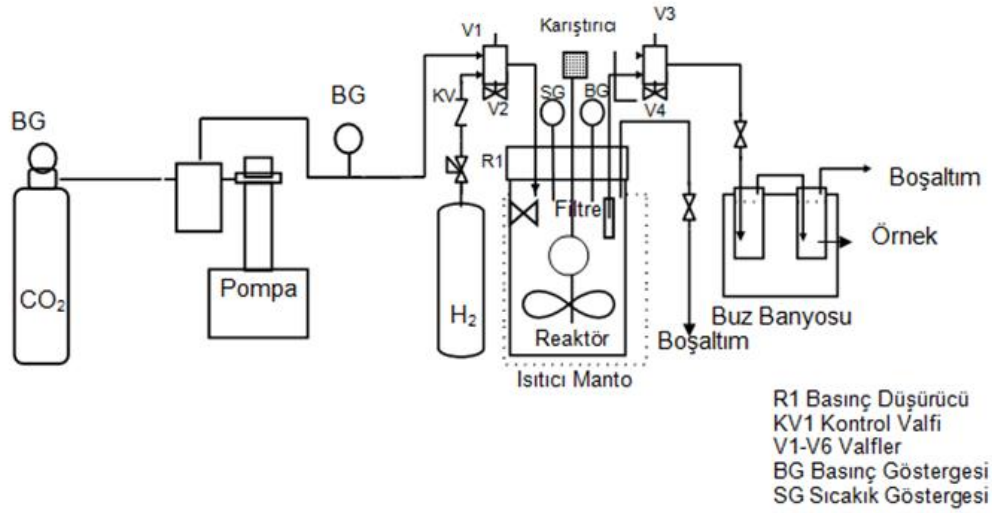 V1
Karıştırıcı
V3
BG
BG
KV
V2
SG
BG
V4
R1
Filtre
Boşaltım
Örnek
CO2
Pompa
H2
Reaktör
Buz Banyosu
Boşaltım
Isıtıcı Manto
R1 Basınç Düşürücü
KV1 Kontrol Valfi
V1-V6 Valfler
BG Basınç Göstergesi
SG Sıcakık Göstergesi